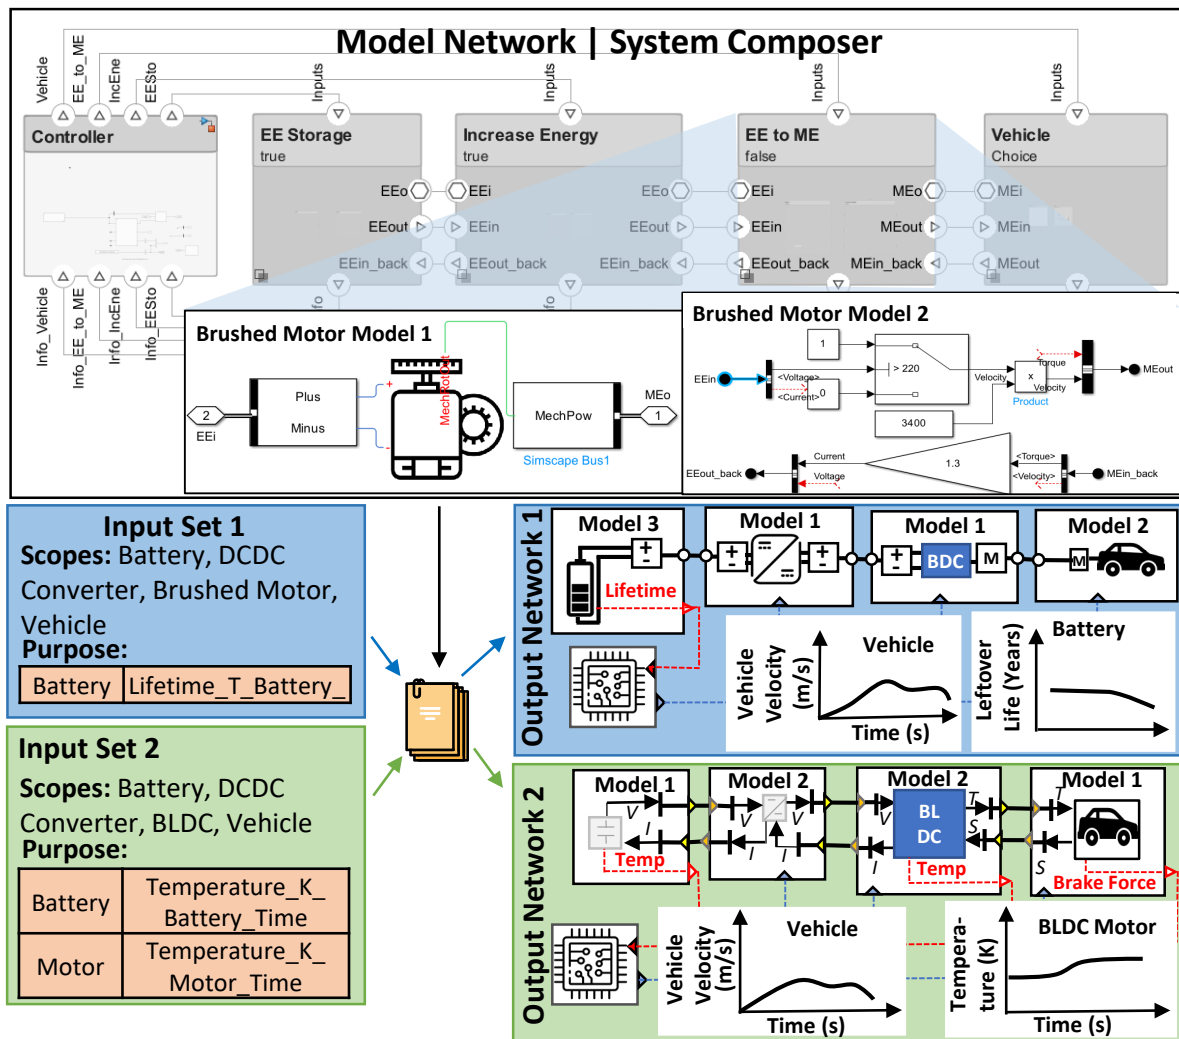 Model Network | System Composer
Vehicle
EE_to_ME
IncEne
EESto
Inputs
Inputs
Inputs
Inputs
Controller
EE Storage
true
Increase Energy
true
EE to ME
false
Vehicle
Choice
EEo
EEi
EEo
EEi
MEo
MEi
EEout
EEin
EEout
EEin
MEout
MEin
EEin_back
EEout_back
EEin_back
EEout_back
MEin_back
MEout
Info_Vehicle
Info_EE_to_ME
Info_IncEne
Info_EESto
Brushed Motor Model 1
2
EEi
Plus
Minus
+
-
MechRotOut
MechPow
Simscape Bus1
MEo
1
Brushed Motor Model 2
EEin
<Voltage>
<Current>
1
0
> 220
3400
Velocity
x
Product
Torque
Velocity
MEout
EEout_back
Current
Voltage
1.3
<Torque>
<Velocity>
MEin_back
Input Set 1
Scopes: Battery, DCDC
Converter, Brushed Motor,
Vehicle
Purpose:
Battery Lifetime_T_Battery_
Input Set 2
Scopes: Battery, DCDC
Converter, BLDC, Vehicle
Purpose:
Battery Temperature_K_
Battery_Time
Motor Temperature_K_
Motor_Time
Output Network 1
Model 3
Model 1
Model 1
Model 2
Lifetime
BDC
M
M
Vehicle
Vehicle
Velocity
(m/s)
Time (s)
Battery
Leftover
Life (Years)
Output Network 2
Model 1
Model 2
Model 2
Model 1
V
I
V
I
V
I
V
I
BL
DC
T
S
T
S
Temp
Temp
Brake Force
Vehicle
Vehicle
Velocity
(m/s)
Time (s)
BLDC Motor
Tempera-
ture (K)
Time (s)